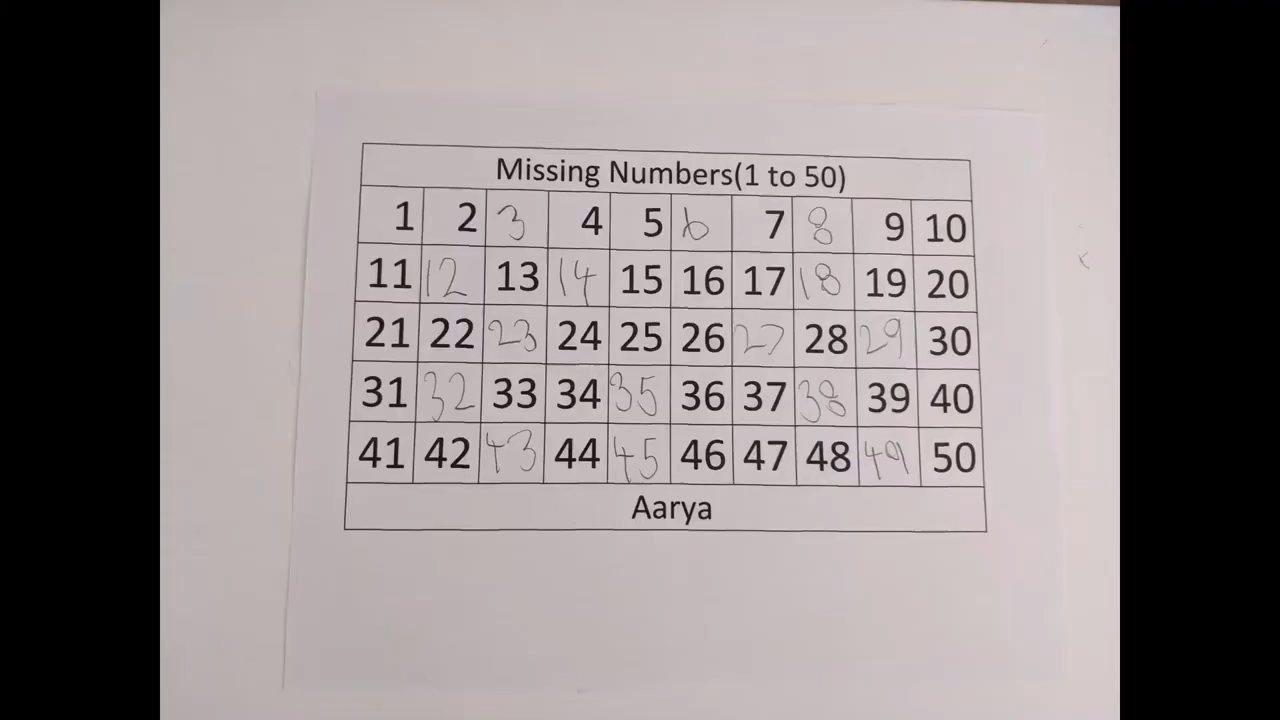 Missing Numbers(1 to 50)
1 2 3 4 5 6 7 8 9 10
11 12 13 14 15 16 17 18 19 20
21 22 23 24 25 26 27 28 29 30
31 32 33 34 35 36 37 38 39 40
41 42 43 44 45 46 47 48 49 50
Aarya